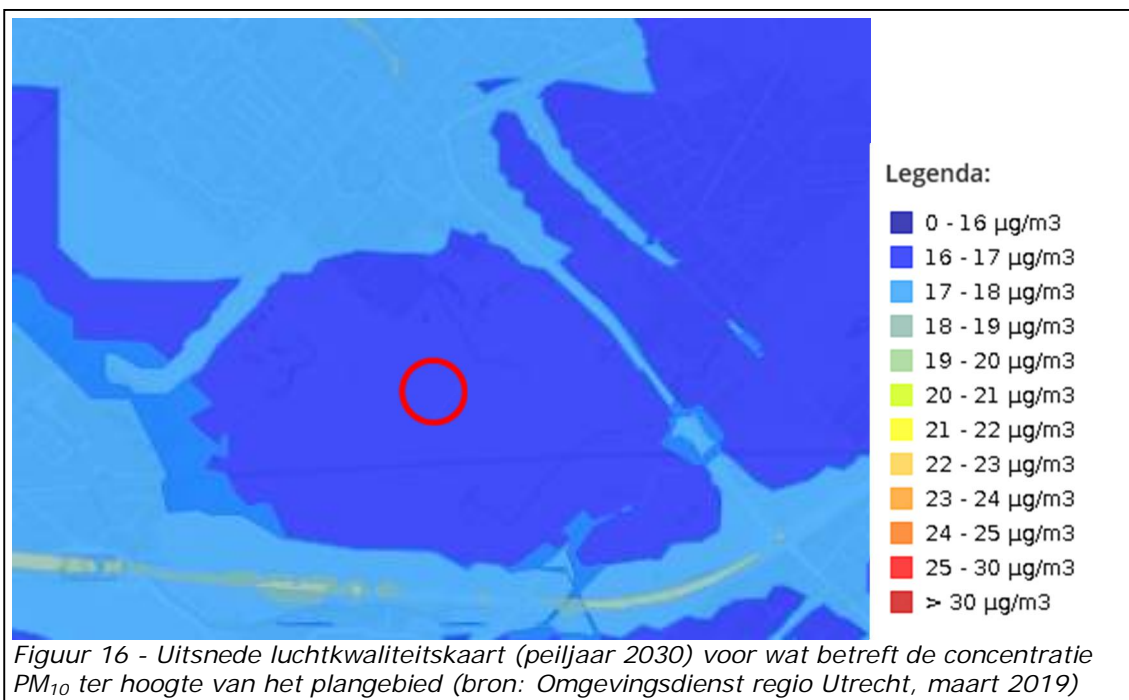 Legenda:
0 - 16 µg/m3
16 - 17 µg/m3
17 - 18 µg/m3
18 - 19 µg/m3
19 - 20 µg/m3
20 - 21 µg/m3
21 - 22 µg/m3
22 - 23 µg/m3
23 - 24 µg/m3
24 - 25 µg/m3
25 - 30 µg/m3
> 30 µg/m3
Figuur 16 - Uitsnede luchtkwaliteitskaart (peiljaar 2030) voor wat betreft de concentratie
PM₁₀ ter hoogte van het plangebied (bron: Omgevingsdienst regio Utrecht, maart 2019)